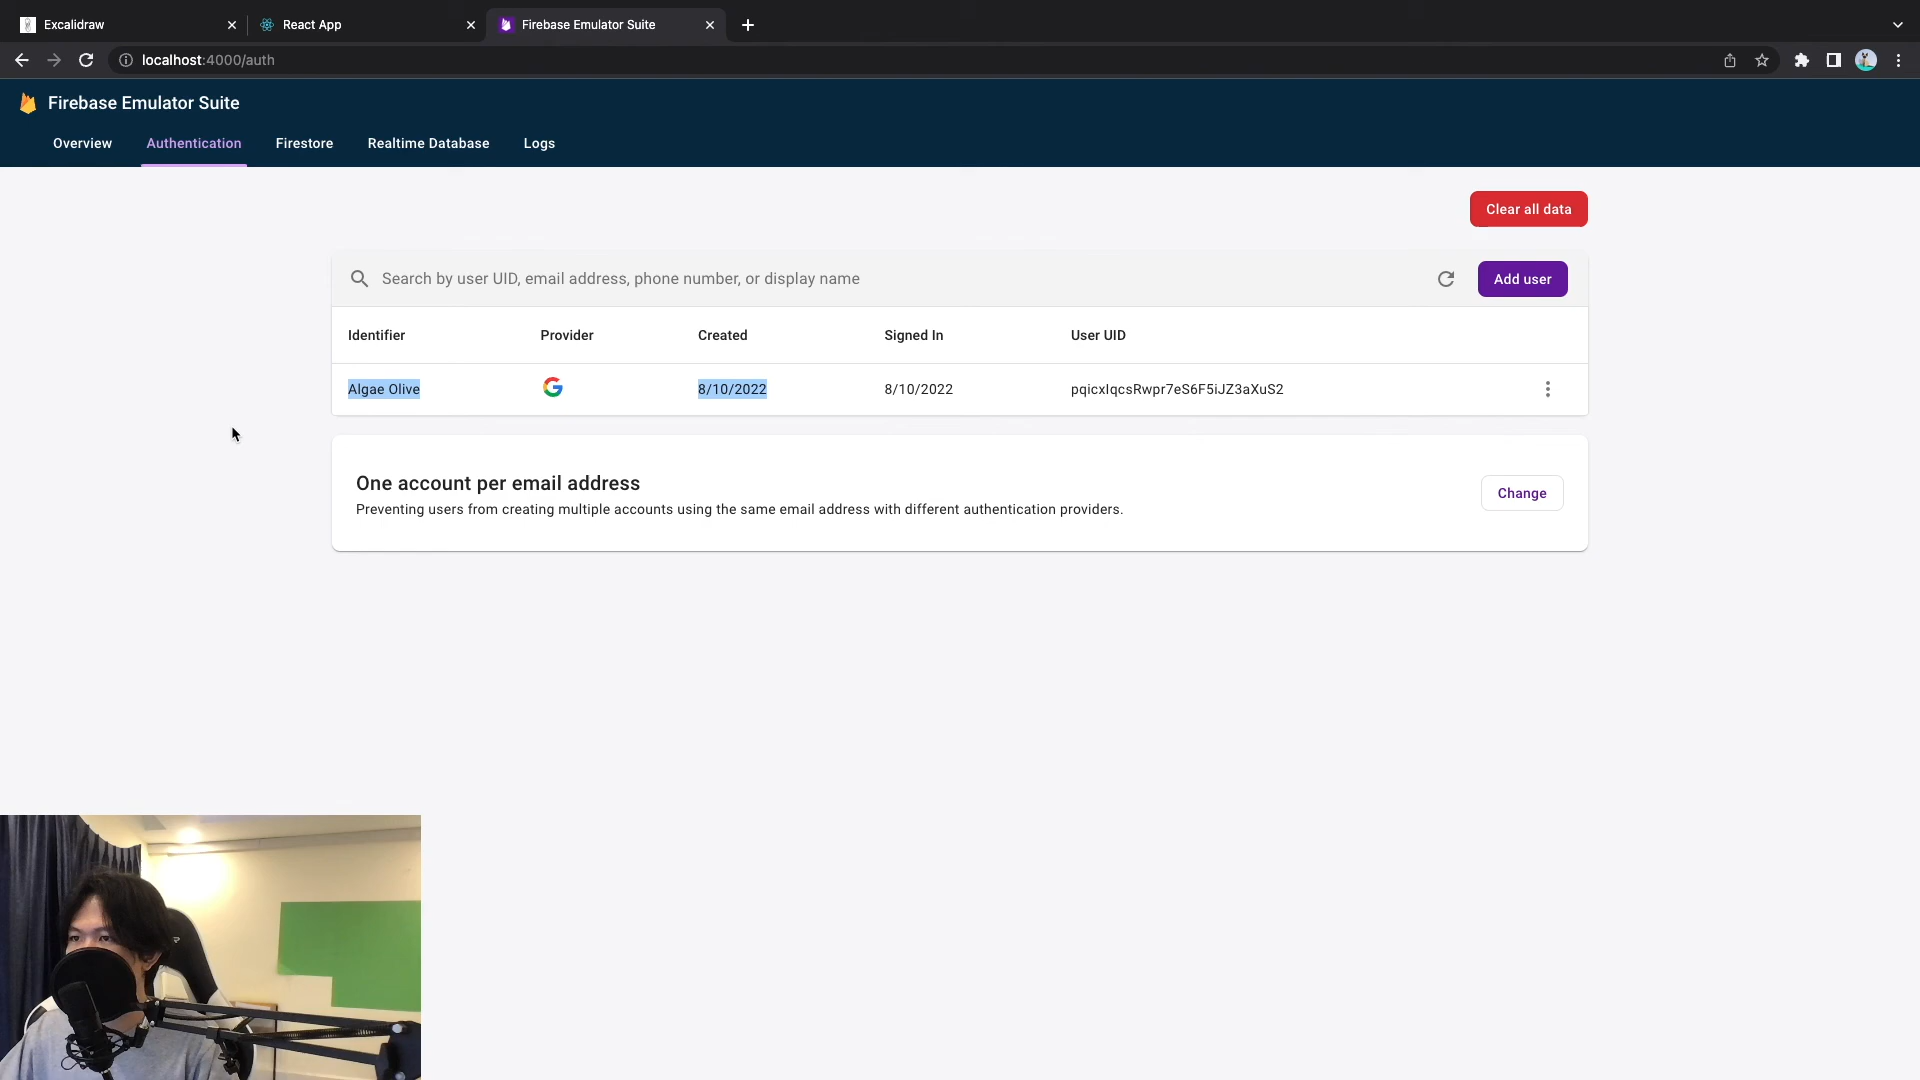 Excalidraw
React App
Firebase Emulator Suite
localhost:4000/auth
Firebase Emulator Suite
Overview
Authentication
Firestore
Realtime Database
Logs
Clear all data
Search by user UID, email address, phone number, or display name
Add user
Identifier Provider Created Signed In User UID
Algae Olive 8/10/2022 8/10/2022 pqicxIqcsRwpr7eS6F5iJZ3aXuS2
One account per email address
Preventing users from creating multiple accounts using the same email address with different authentication providers.
Change